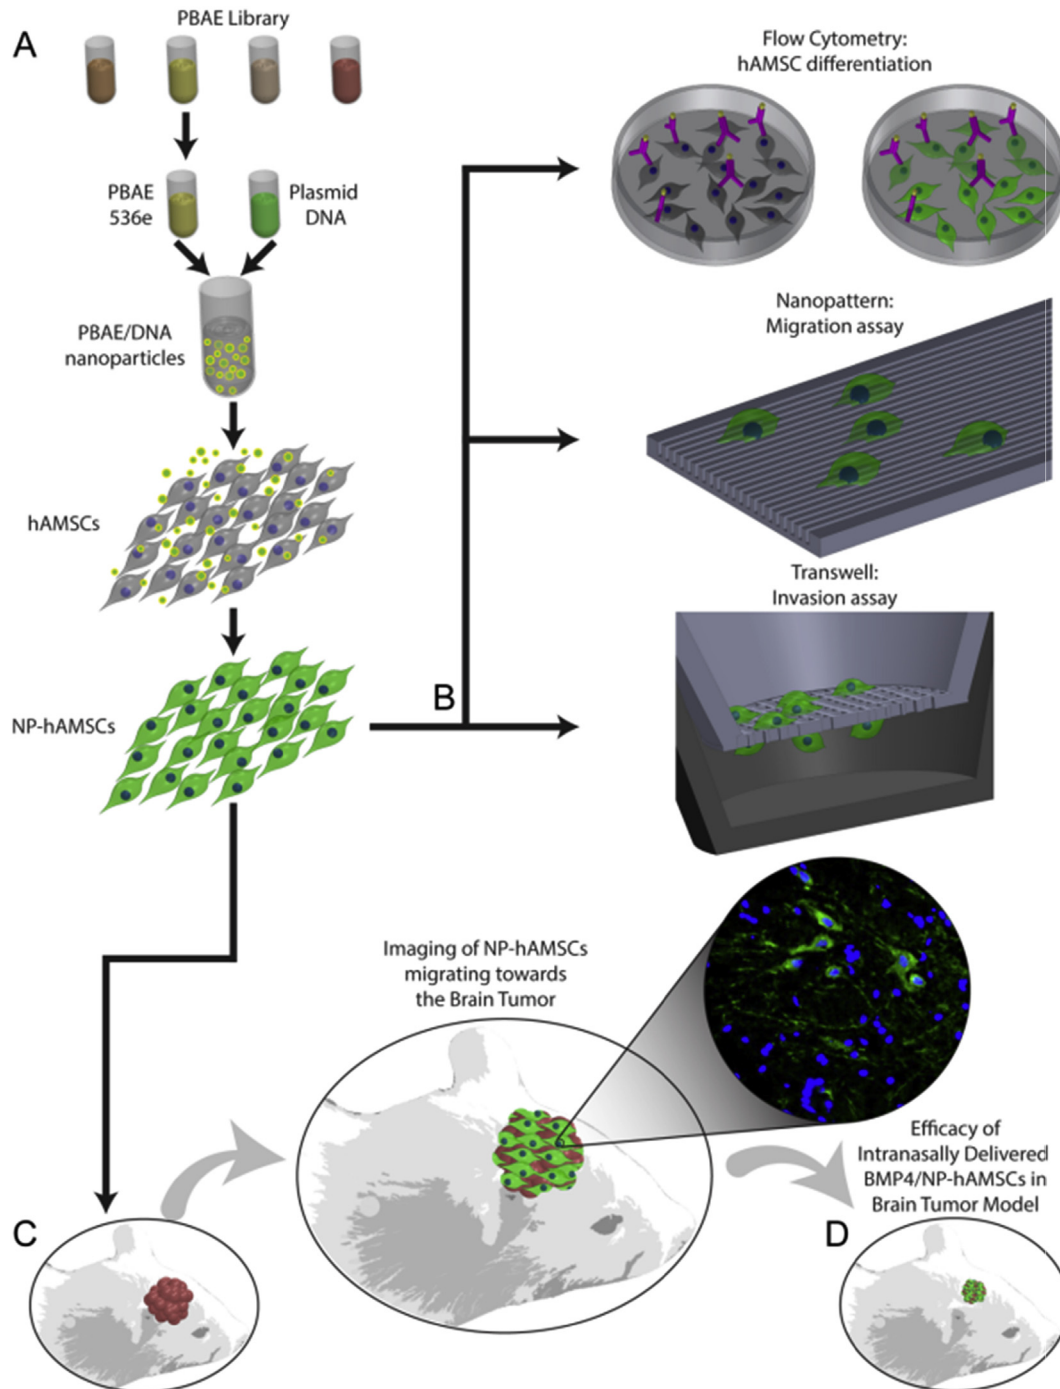 A
PBAE Library
PBAE
536e
Plasmid
DNA
PBAE/DNA
nanoparticles
hAMSCs
NP-hAMSCs
B
Flow Cytometry:
hAMSC differentiation
Nanopattern:
Migration assay
Transwell:
Invasion assay
C
Imaging of NP-hAMSCs
migrating towards
the Brain Tumor
D
Efficacy of
Intranasally Delivered
BMP4/NP-hAMSCs in
Brain Tumor Model